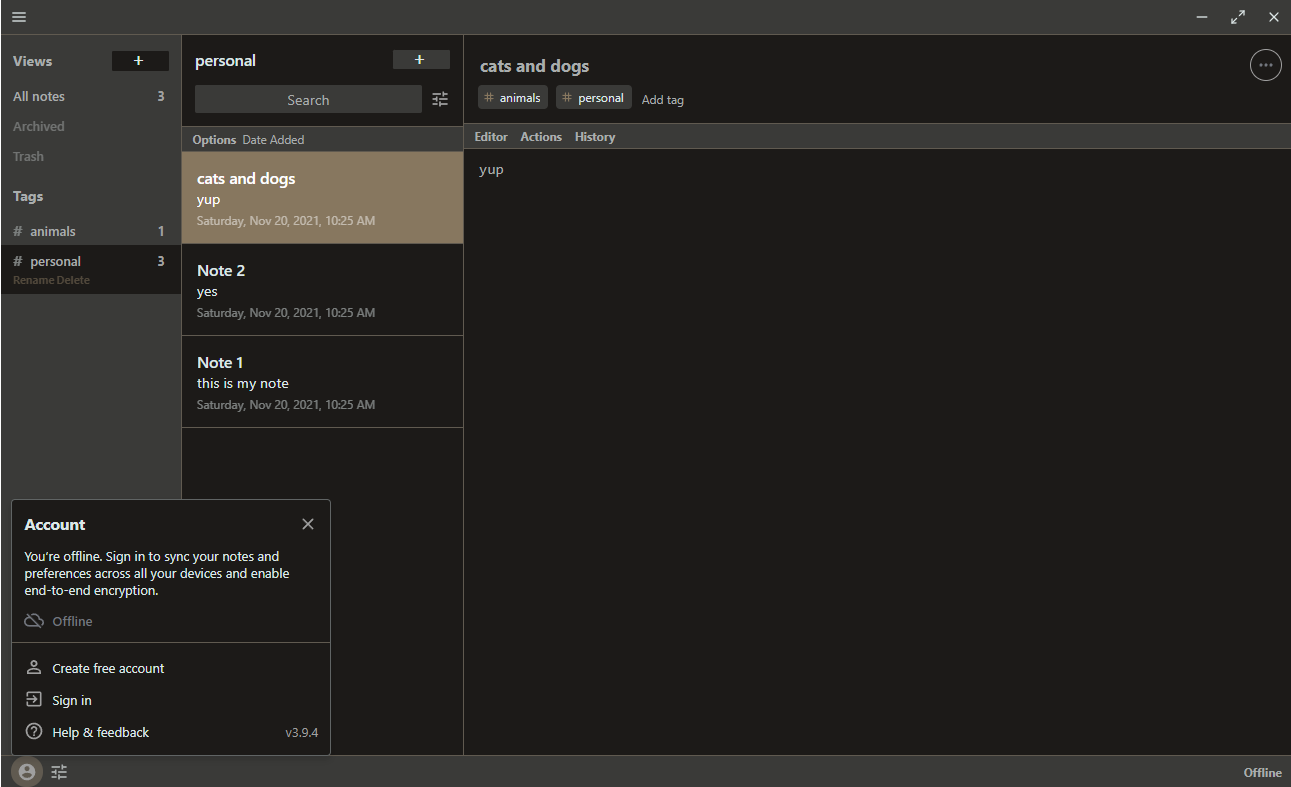 Views
+
All notes 3
Archived
Trash
Tags
# animals 1
# personal 3
Rename Delete
personal
+
Search
Options Date Added
cats and dogs
yup
Saturday, Nov 20, 2021, 10:25 AM
Note 2
yes
Saturday, Nov 20, 2021, 10:25 AM
Note 1
this is my note
Saturday, Nov 20, 2021, 10:25 AM
cats and dogs
# animals # personal Add tag
Editor Actions History
yup
Account
You're offline. Sign in to sync your notes and
preferences across all your devices and enable
end-to-end encryption.
Offline
Create free account
Sign in
Help & feedback v3.9.4
Offline